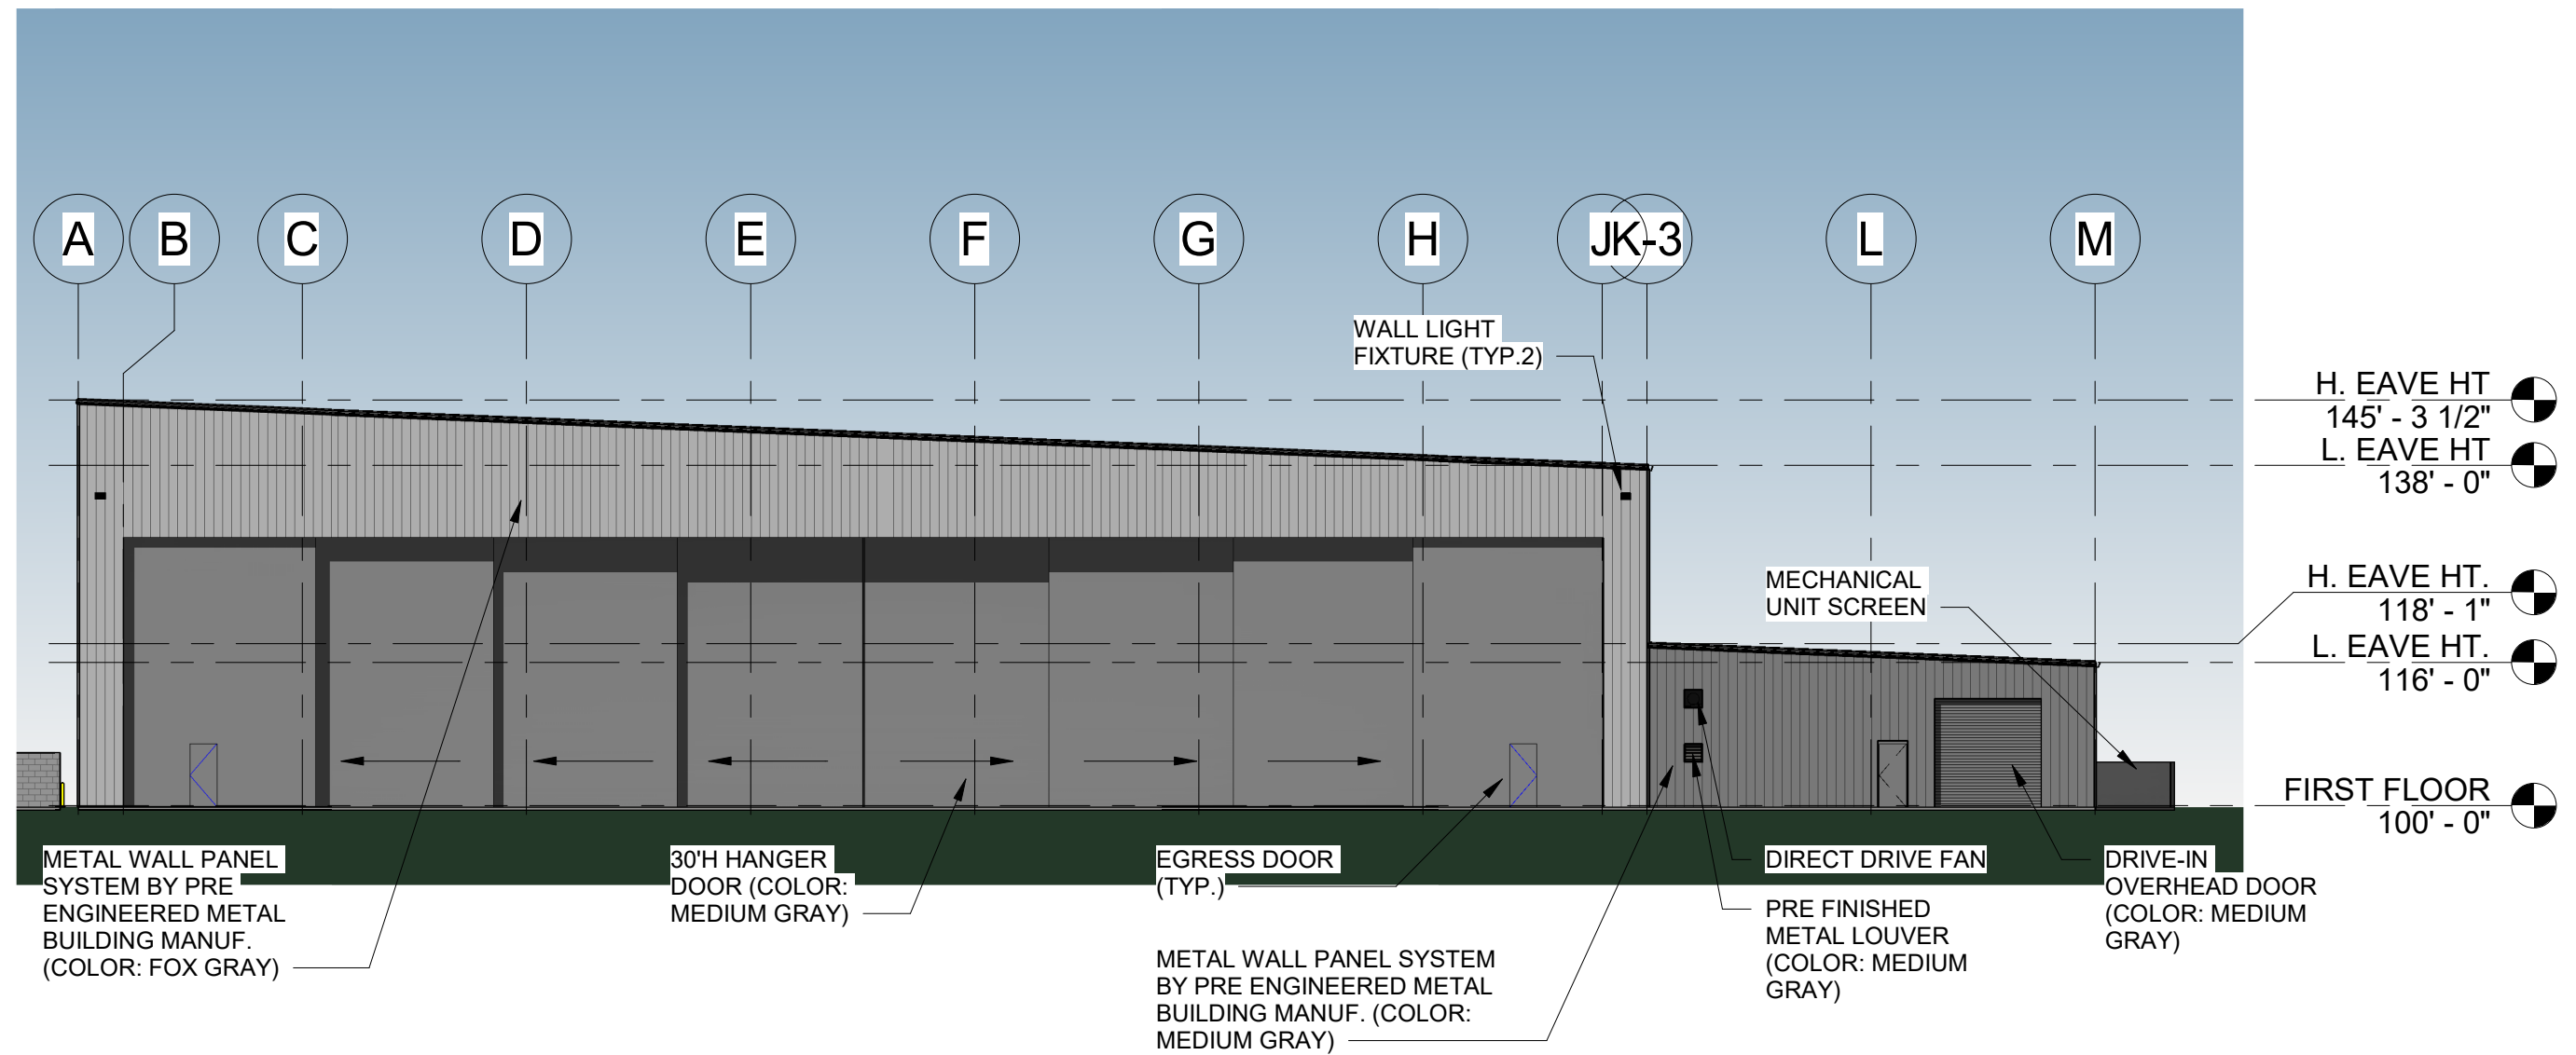 A
B
C
D
E
F
G
H
J
K-3
L
M
WALL LIGHT
FIXTURE (TYP.2)
H. EAVE HT
145' - 3 1/2"
L. EAVE HT
138' - 0"
MECHANICAL
UNIT SCREEN
H. EAVE HT.
118' - 1"
L. EAVE HT.
116' - 0"
FIRST FLOOR
100' - 0"
METAL WALL PANEL
SYSTEM BY PRE
ENGINEERED METAL
BUILDING MANUF.
(COLOR: FOX GRAY)
30'H HANGER
DOOR (COLOR:
MEDIUM GRAY)
EGRESS DOOR
(TYP.)
METAL WALL PANEL SYSTEM
BY PRE ENGINEERED METAL
BUILDING MANUF. (COLOR:
MEDIUM GRAY)
DIRECT DRIVE FAN
PRE FINISHED
METAL LOUVER
(COLOR: MEDIUM
GRAY)
DRIVE-IN
OVERHEAD DOOR
(COLOR: MEDIUM
GRAY)